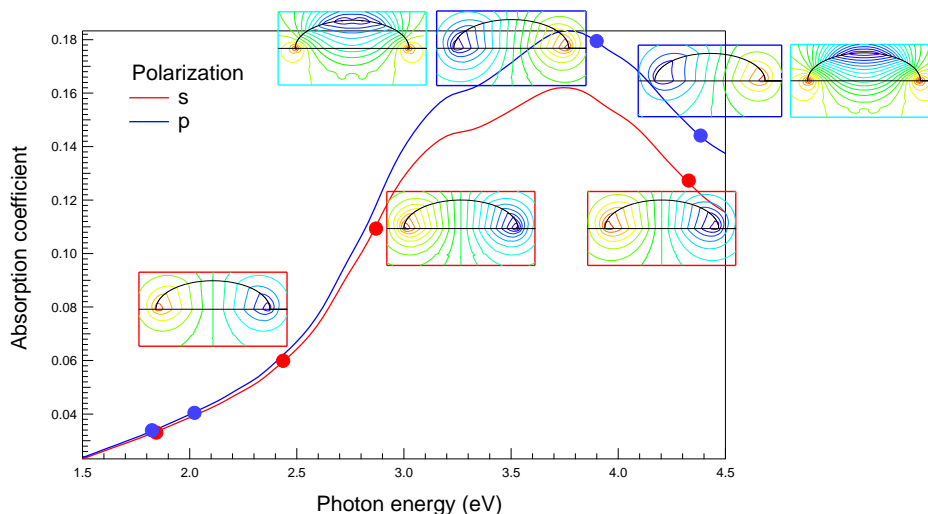 0.18
0.16
0.14
0.12
0.10
0.08
0.06
0.04
Absorption coefficient
Polarization
s
p
1.5 2.0 2.5 3.0 3.5 4.0 4.5
Photon energy (eV)